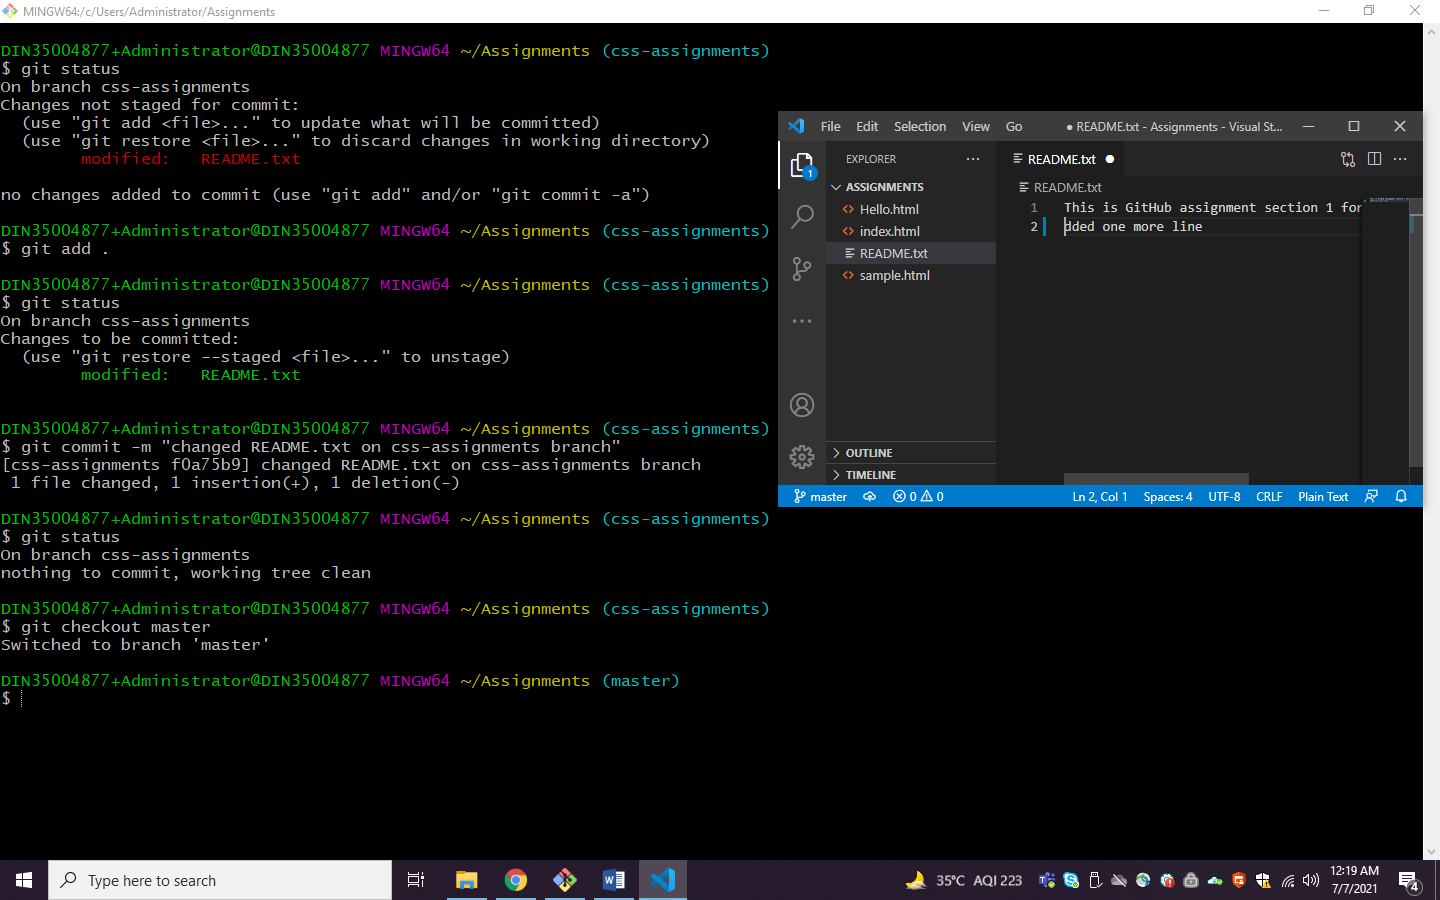 MINGW64:/c/Users/Administrator/Assignments
DIN35004877+Administrator@DIN35004877 MINGW64 ~/Assignments (css-assignments)
$ git status
On branch css-assignments
Changes not staged for commit:
  (use "git add <file>..." to update what will be committed)
  (use "git restore <file>..." to discard changes in working directory)
        modified:   README.txt
no changes added to commit (use "git add" and/or "git commit -a")
DIN35004877+Administrator@DIN35004877 MINGW64 ~/Assignments (css-assignments)
$ git add .
DIN35004877+Administrator@DIN35004877 MINGW64 ~/Assignments (css-assignments)
$ git status
On branch css-assignments
Changes to be committed:
  (use "git restore --staged <file>..." to unstage)
        modified:   README.txt
DIN35004877+Administrator@DIN35004877 MINGW64 ~/Assignments (css-assignments)
$ git commit -m "changed README.txt on css-assignments branch"
[css-assignments f0a75b9] changed README.txt on css-assignments branch
 1 file changed, 1 insertion(+), 1 deletion(-)
DIN35004877+Administrator@DIN35004877 MINGW64 ~/Assignments (css-assignments)
$ git status
On branch css-assignments
nothing to commit, working tree clean
DIN35004877+Administrator@DIN35004877 MINGW64 ~/Assignments (css-assignments)
$ git checkout master
Switched to branch 'master'
DIN35004877+Administrator@DIN35004877 MINGW64 ~/Assignments (master)
$
File Edit Selection View Go ● README.txt - Assignments - Visual St...
EXPLORER
README.txt
1
ASSIGNMENTS
Hello.html
index.html
README.txt
sample.html
OUTLINE
TIMELINE
README.txt
1 This is GitHub assignment section 1 for
2 dded one more line
master 0 0 Ln 2, Col 1 Spaces: 4 UTF-8 CRLF Plain Text
Type here to search
35°C AQI 223
12:19 AM
7/7/2021
4